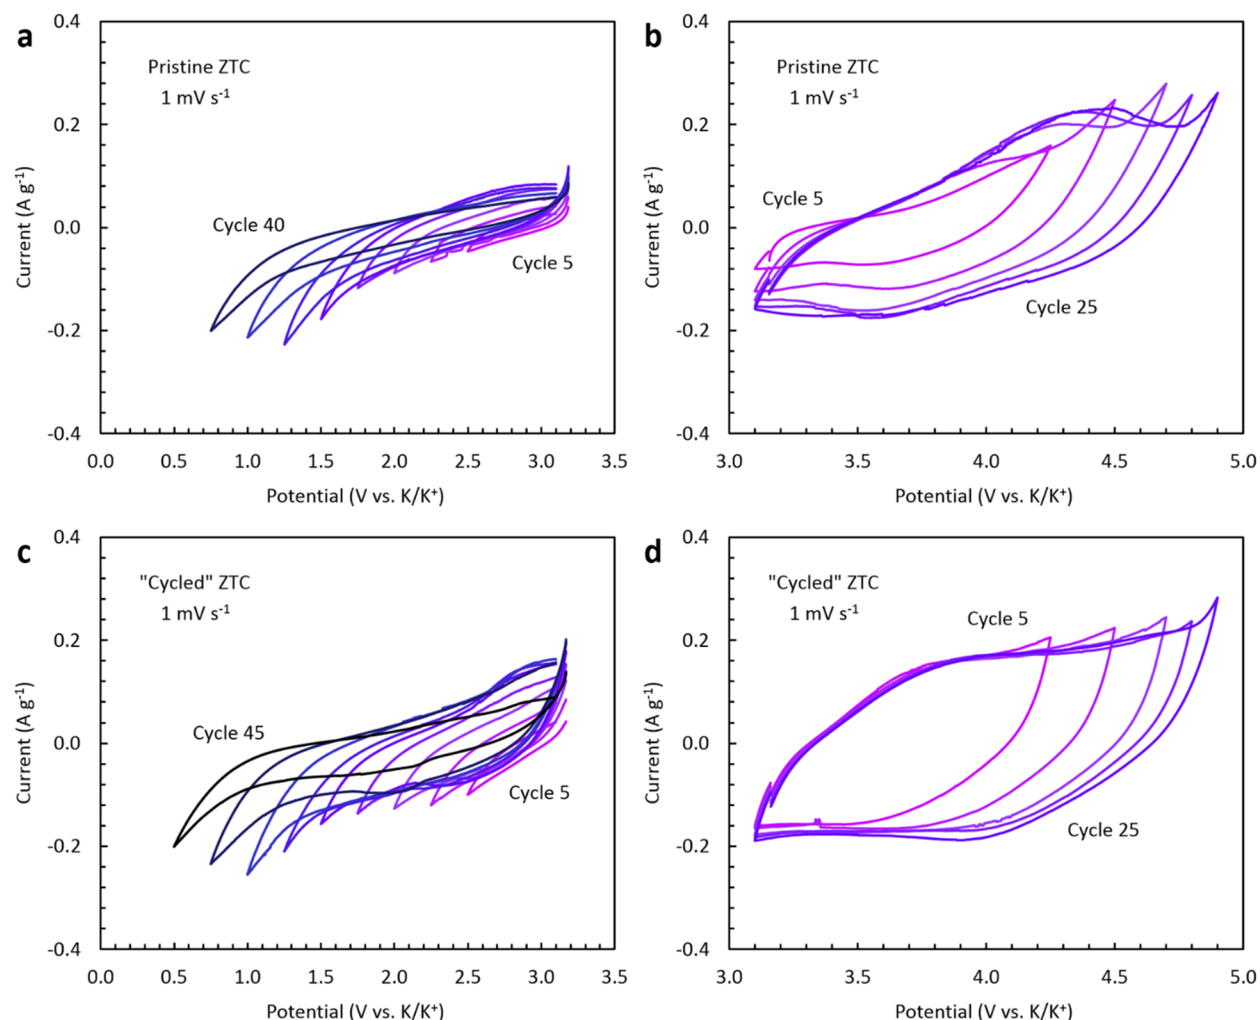 a
Pristine ZTC
1 mV s⁻¹
Cycle 40
Cycle 5
0.4
0.2
0.0
-0.2
-0.4
Current (A g⁻¹)
0.0 0.5 1.0 1.5 2.0 2.5 3.0 3.5
Potential (V vs. K/K⁺)
b
Pristine ZTC
1 mV s⁻¹
Cycle 5
Cycle 25
0.4
0.2
0.0
-0.2
-0.4
Current (A g⁻¹)
3.0 3.5 4.0 4.5 5.0
Potential (V vs. K/K⁺)
c
"Cycled" ZTC
1 mV s⁻¹
Cycle 45
Cycle 5
0.4
0.2
0.0
-0.2
-0.4
Current (A g⁻¹)
0.0 0.5 1.0 1.5 2.0 2.5 3.0 3.5
Potential (V vs. K/K⁺)
d
"Cycled" ZTC
1 mV s⁻¹
Cycle 5
Cycle 25
0.4
0.2
0.0
-0.2
-0.4
Current (A g⁻¹)
3.0 3.5 4.0 4.5 5.0
Potential (V vs. K/K⁺)